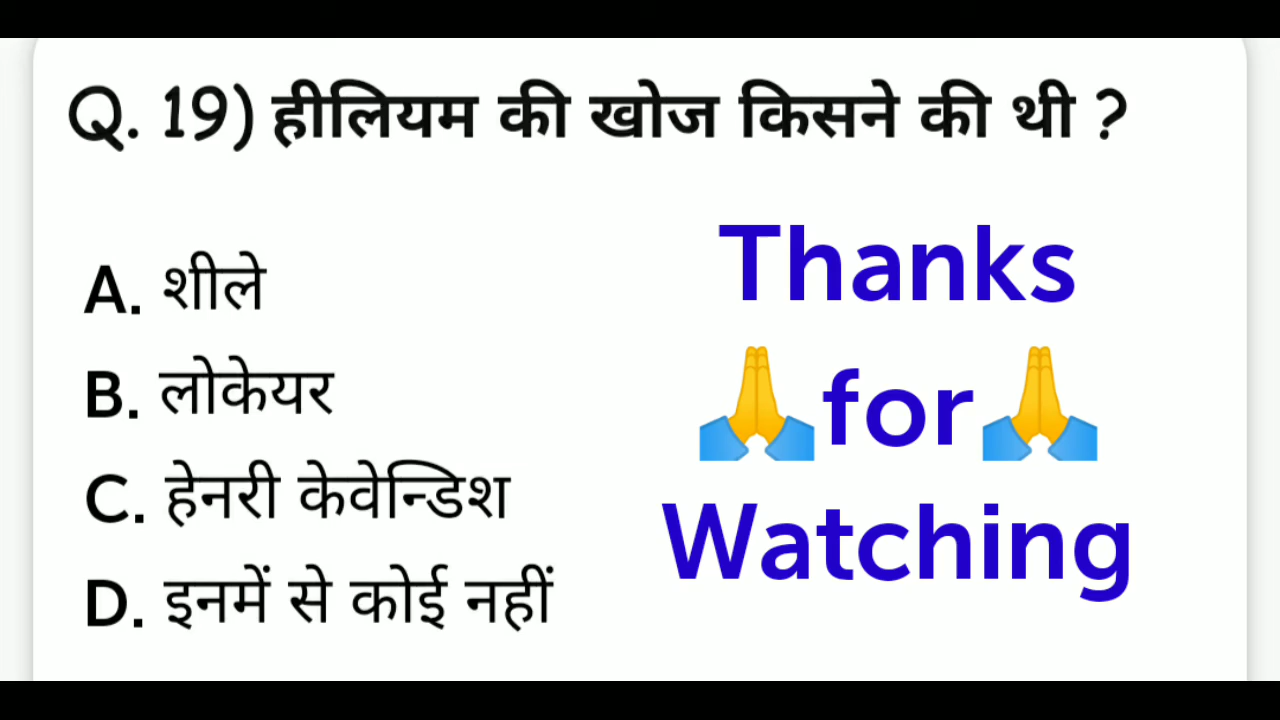 Q. 19) हीलियम की खोज किसने की थी ?
A. शीले
B. लोकेयर
C. हेनरी केवेन्डिश
D. इनमें से कोई नहीं
Thanks
🙏for🙏
Watching